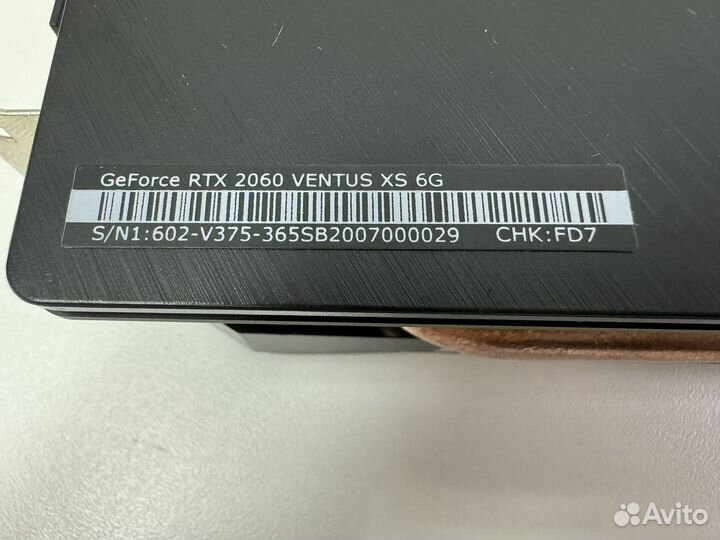 GeForce RTX 2060 VENTUS XS 6G
S/N1:602-V375-365SB2007000029 CHK:FD7
Avito